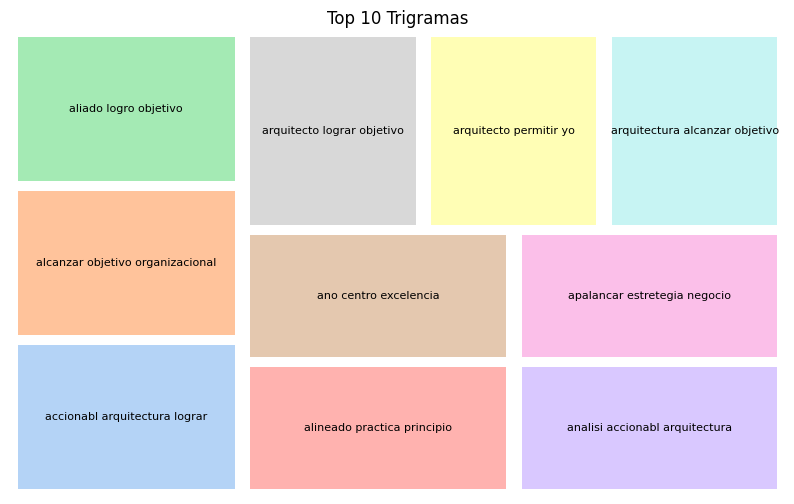 Top 10 Trigramas
aliado logro objetivo
arquitecto lograr objetivo
arquitecto permitir yo
arquitectura alcanzar objetivo
alcanzar objetivo organizacional
ano centro excelencia
apalancar estretegia negocio
accionabl arquitectura lograr
alineado practica principio
analisi accionabl arquitectura